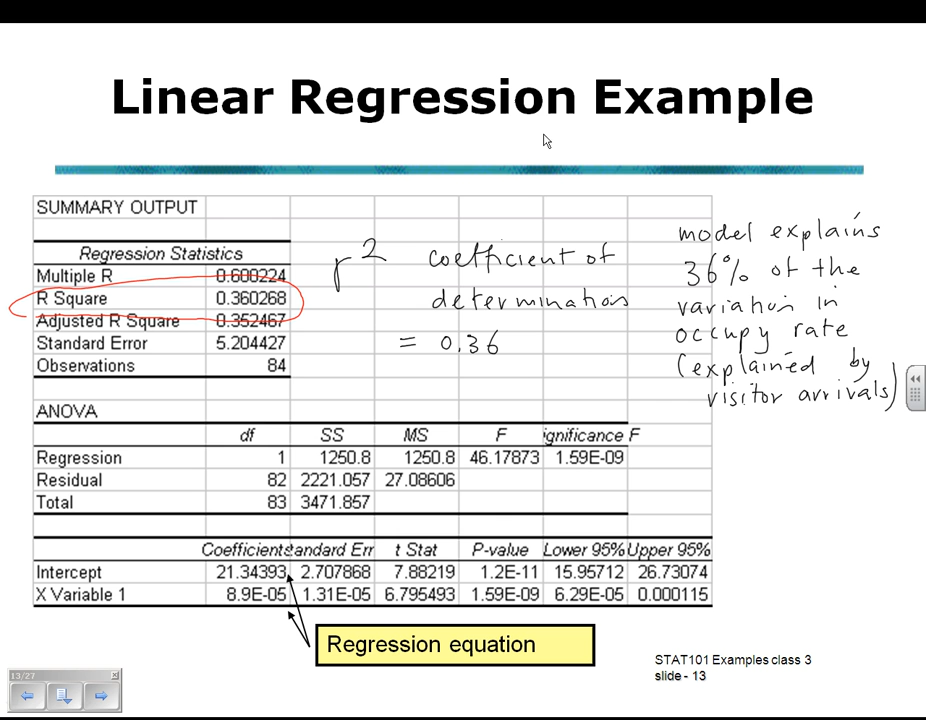 Linear Regression Example
SUMMARY OUTPUT
Regression Statistics
Multiple R 0.600224
R Square 0.360268
Adjusted R Square 0.352467
Standard Error 5.204427
Observations 84
r2 coefficient of
determination
= 0.36
model explains
36% of the
variation in
occupy rate
(explained by
visitor arrivals)
ANOVA
df SS MS F ignificance F
Regression 1 1250.8 1250.8 46.17873 1.59E-09
Residual 82 2221.057 27.08606
Total 83 3471.857
Coefficients tandard Err t Stat P-value Lower 95% Upper 95%
Intercept 21.34393 2.707868 7.88219 1.2E-11 15.95712 26.73074
X Variable 1 8.9E-05 1.31E-05 6.795493 1.59E-09 6.29E-05 0.000115
Regression equation
STAT101 Examples class 3
slide - 13
13/27